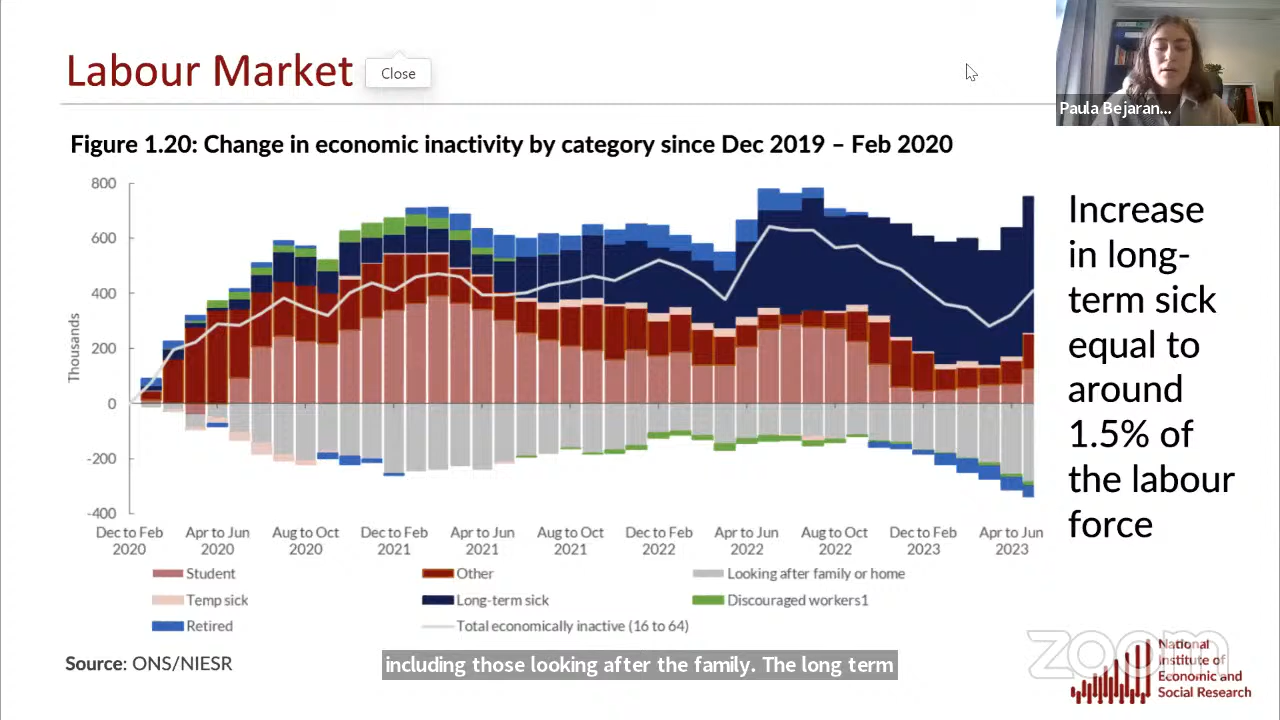 Labour Market
Close
Paula Bejaran...
Figure 1.20: Change in economic inactivity by category since Dec 2019 – Feb 2020
800
600
400
200
0
-200
-400
Thousands
Dec to Feb 2020
Apr to Jun 2020
Aug to Oct 2020
Dec to Feb 2021
Apr to Jun 2021
Aug to Oct 2021
Dec to Feb 2022
Apr to Jun 2022
Aug to Oct 2022
Dec to Feb 2023
Apr to Jun 2023
Student
Other
Looking after family or home
Temp sick
Long-term sick
Discouraged workers1
Retired
Total economically inactive (16 to 64)
Increase
in long-
term sick
equal to
around
1.5% of
the labour
force
Source: ONS/NIESR
including those looking after the family. The long term
zoom
National
Institute of
Economic and
Social Research